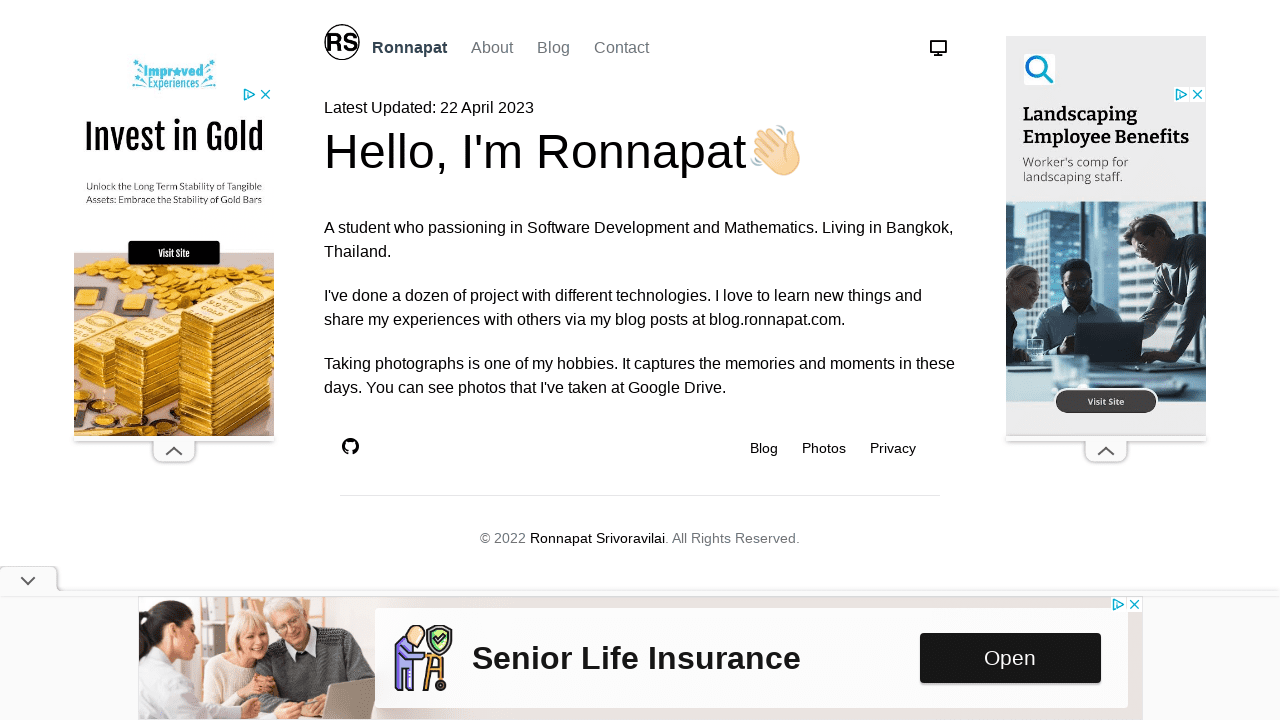 RS
Ronnapat
About
Blog
Contact
Latest Updated: 22 April 2023
Hello, I'm Ronnapat
A student who passioning in Software Development and Mathematics. Living in Bangkok,
Thailand.
I've done a dozen of project with different technologies. I love to learn new things and
share my experiences with others via my blog posts at blog.ronnapat.com.
Taking photographs is one of my hobbies. It captures the memories and moments in these
days. You can see photos that I've taken at Google Drive.
Blog
Photos
Privacy
© 2022 Ronnapat Srivoravilai. All Rights Reserved.
Improved
Experiences
Invest in Gold
Unlock the Long Term Stability of Tangible
Assets: Embrace the Stability of Gold Bars
Visit Site
Landscaping
Employee Benefits
Worker's comp for
landscaping staff.
Visit Site
Senior Life Insurance
Open